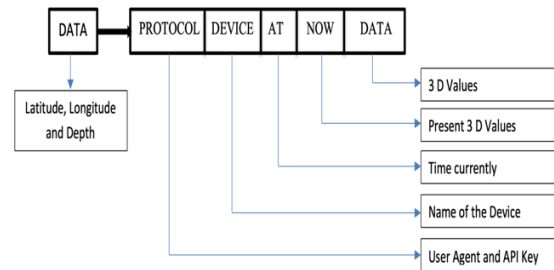 DATA
PROTOCOL
DEVICE
AT
NOW
DATA
Latitude, Longitude
and Depth
3 D Values
Present 3 D Values
Time currently
Name of the Device
User Agent and API Key